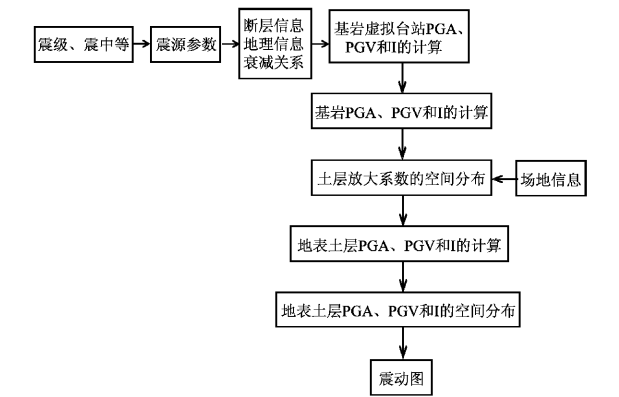 震级、震中等
震源参数
断层信息
地理信息
衰减关系
基岩虚拟台站PGA、
PGV和I的计算
基岩PGA、PGV和I的计算
土层放大系数的空间分布
场地信息
地表土层PGA、PGV和I的计算
地表土层PGA、PGV和I的空间分布
震动图